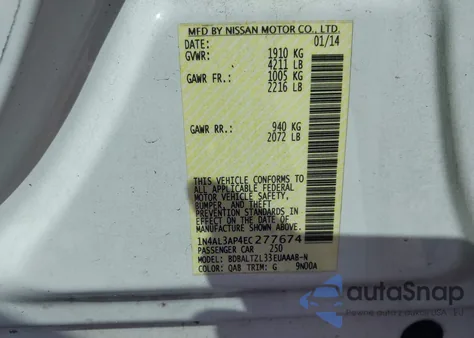 MFD BY NISSAN MOTOR CO., LTD.
DATE: 01/14
GVWR: 1910 KG
4211 LB
GAWR FR.: 1005 KG
2216 LB
GAWR RR.: 940 KG
2072 LB
THIS VEHICLE CONFORMS TO
ALL APPLICABLE FEDERAL
MOTOR VEHICLE SAFETY,
BUMPER, AND THEFT
PREVENTION STANDARDS IN
EFFECT ON THE DATE OF
MANUFACTURE SHOWN ABOVE.
1N4AL3AP4EC277674
PASSENGER CAR 250
MODEL: BDBALTZL33EUAAAB-N
COLOR: QAB TRIM: G 9N00A
autoSnap